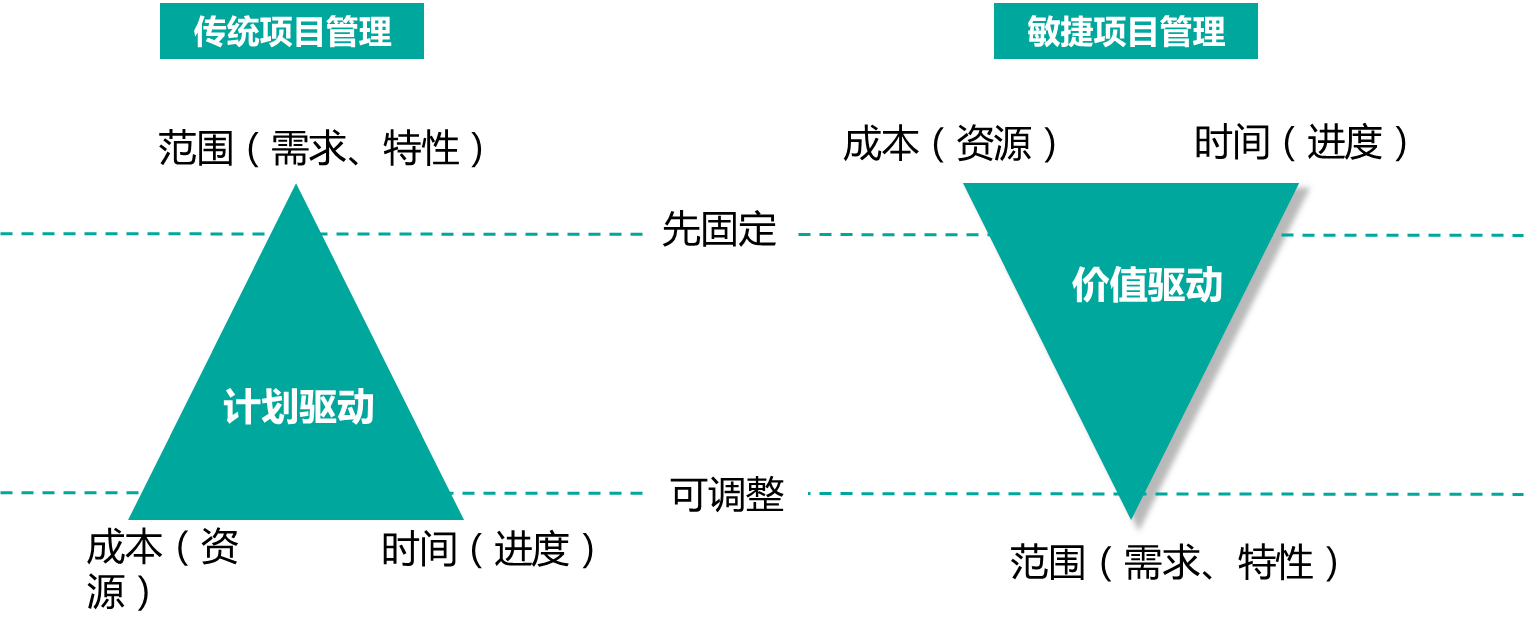 传统项目管理
敏捷项目管理
范围（需求、特性）
成本（资源）
时间（进度）
先固定
价值驱动
计划驱动
可调整
成本（资
源）
时间（进度）
范围（需求、特性）